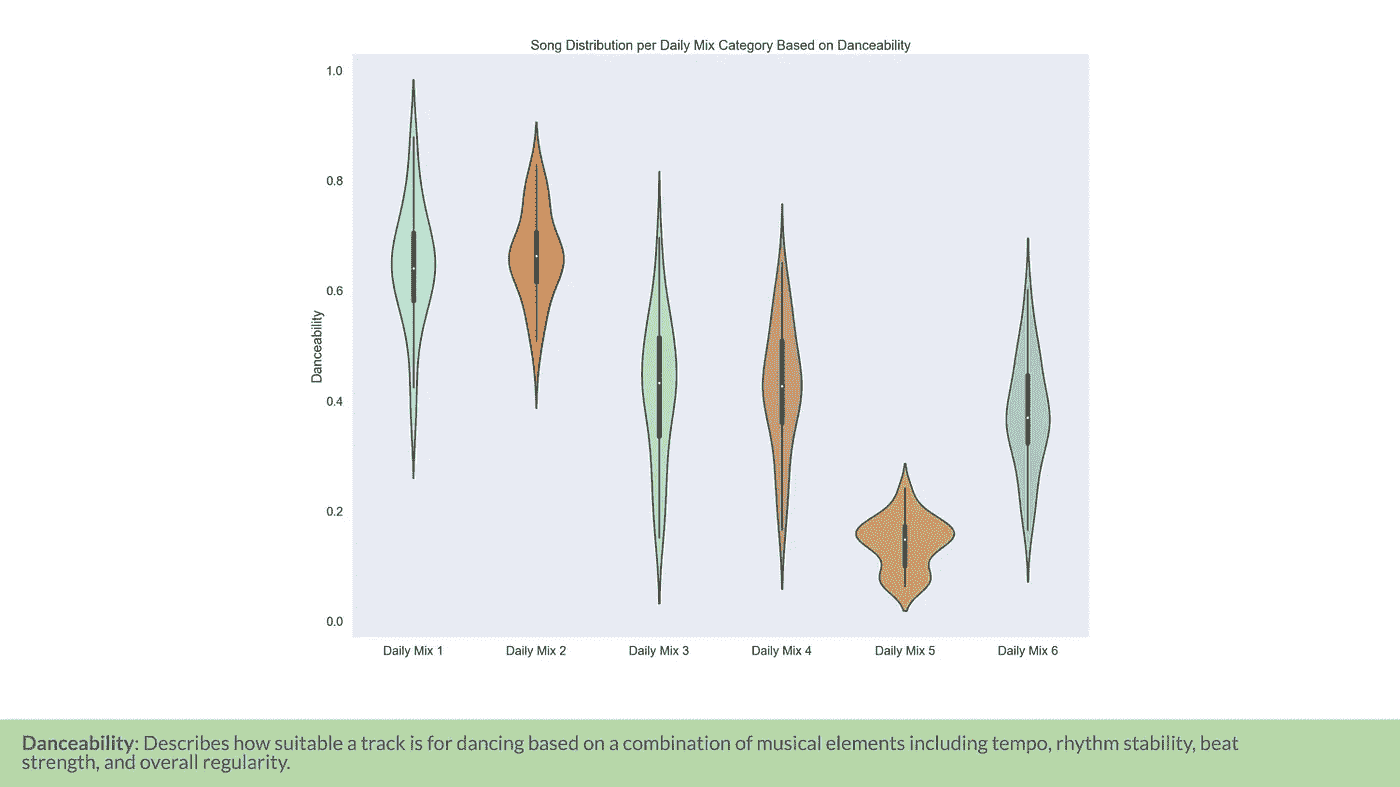 Song Distribution per Daily Mix Category Based on Danceability
1.0
0.8
0.6
0.4
0.2
0.0
Danceability
Daily Mix 1 Daily Mix 2 Daily Mix 3 Daily Mix 4 Daily Mix 5 Daily Mix 6
Danceability: Describes how suitable a track is for dancing based on a combination of musical elements including tempo, rhythm stability, beat
strength, and overall regularity.